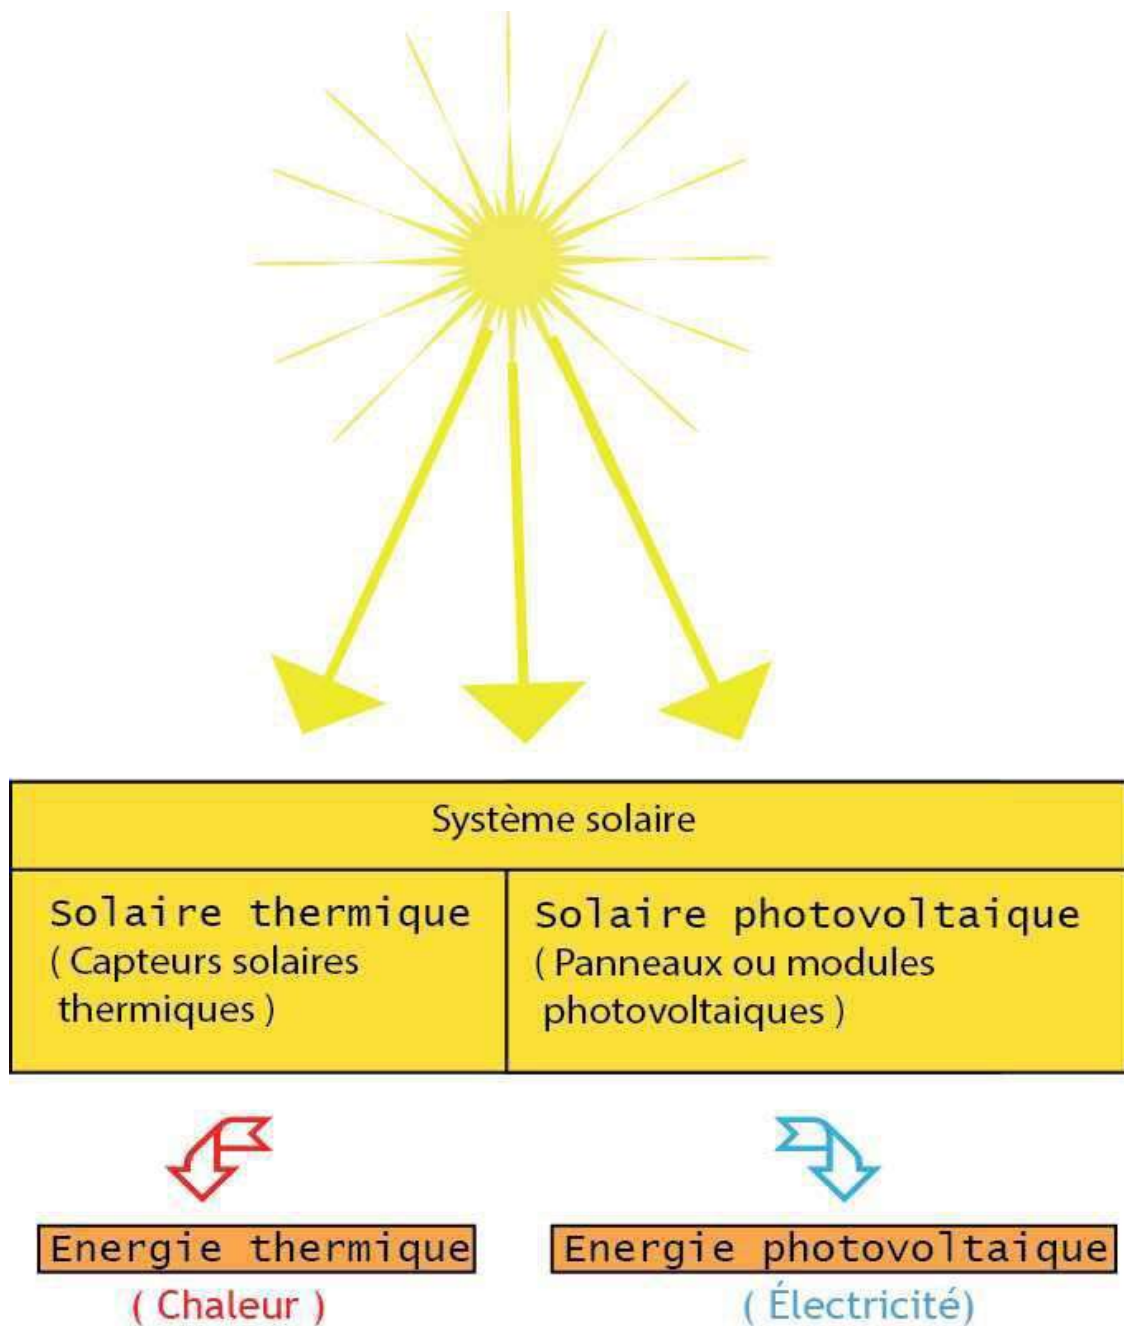 Système solaire
Solaire thermique
( Capteurs solaires
thermiques )
Solaire photovoltaique
( Panneaux ou modules
photovoltaiques )
Energie thermique
( Chaleur )
Energie photovoltaique
( Électricité)